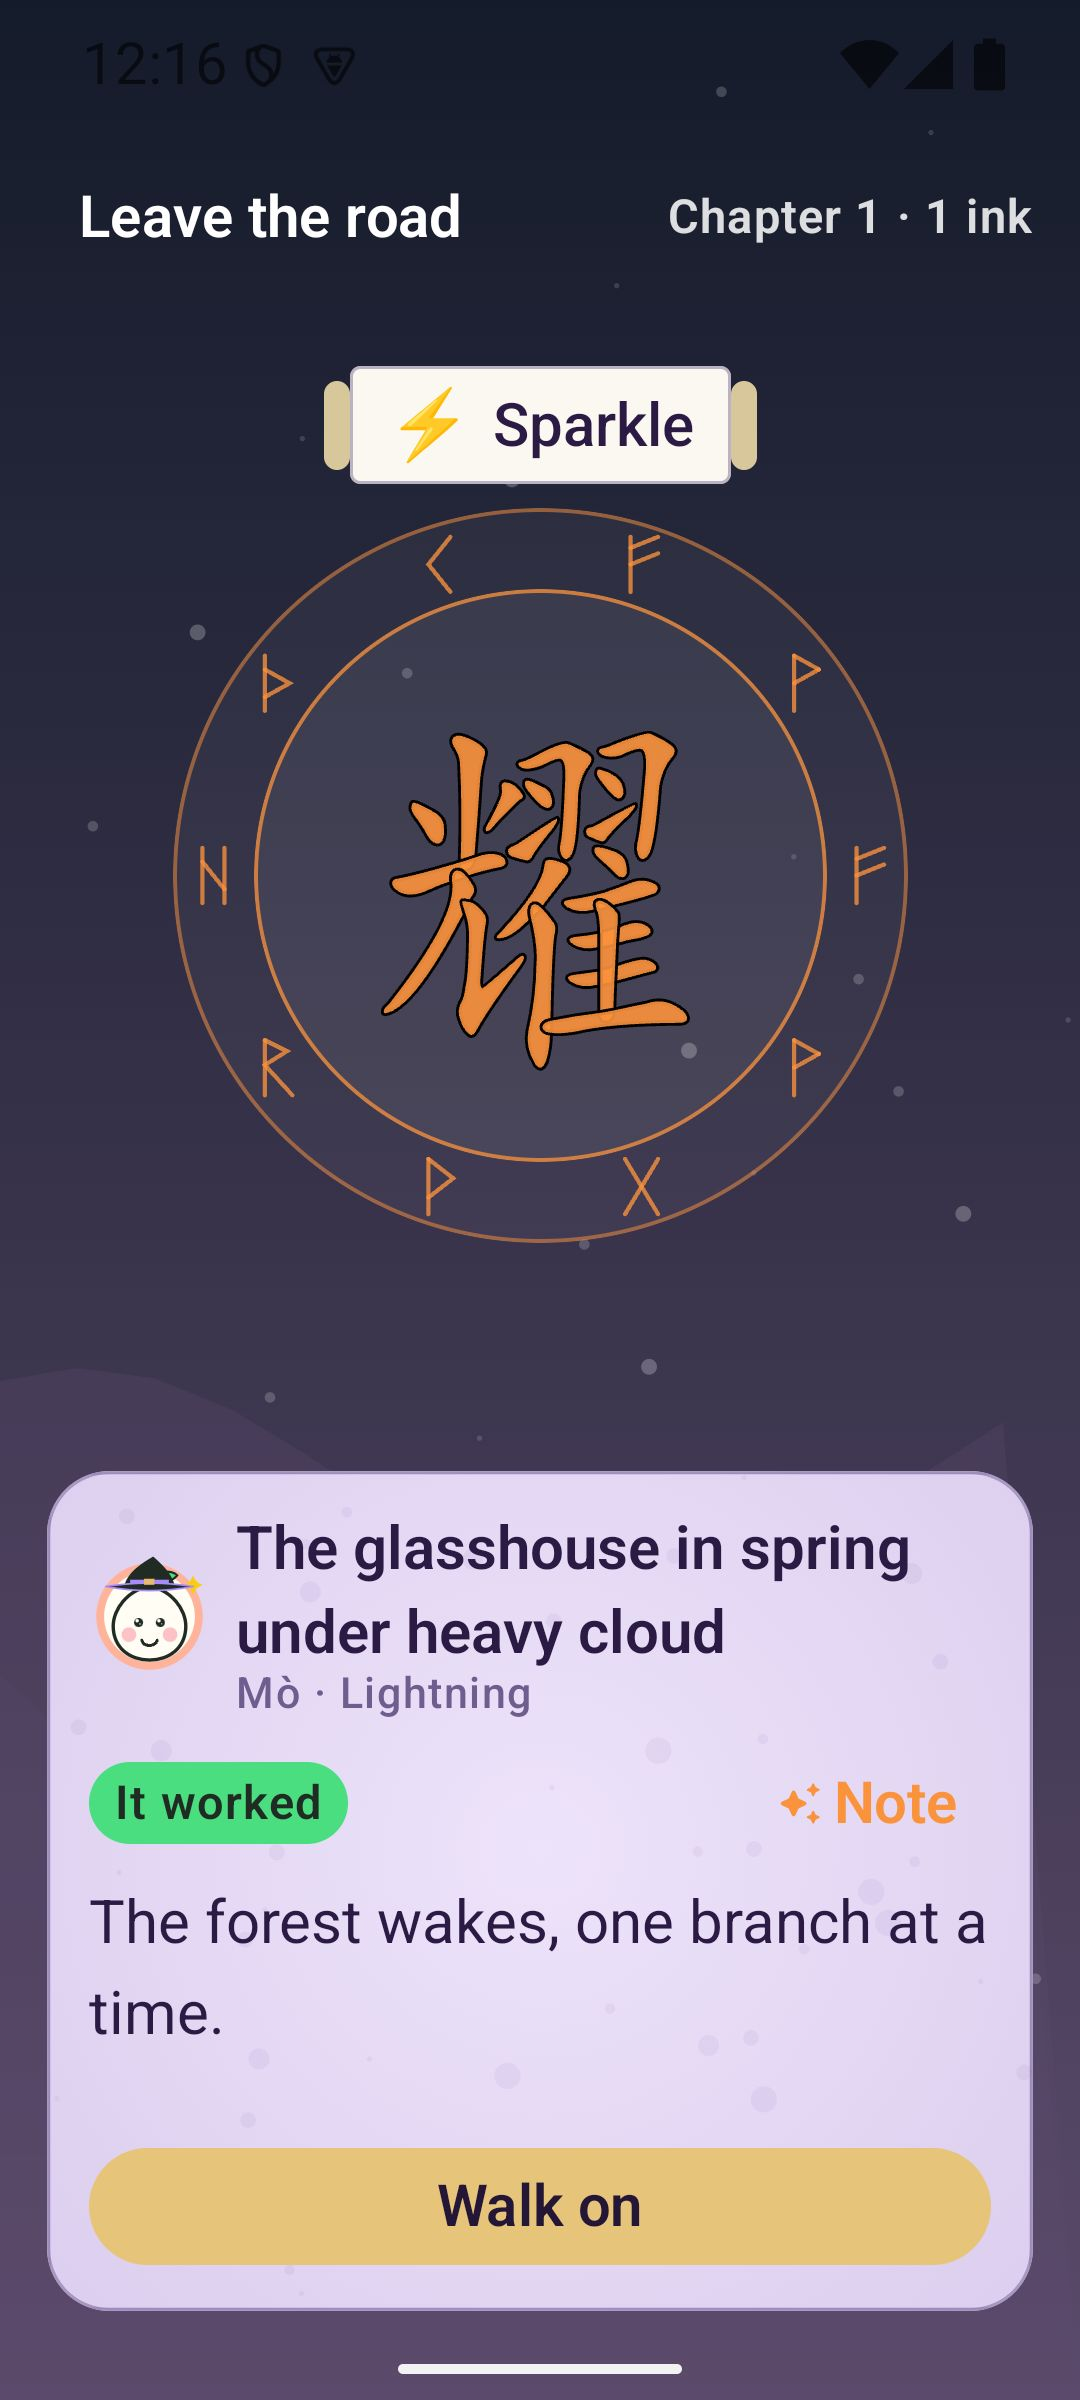 12:16
Leave the road
Chapter 1 · 1 ink
⚡ Sparkle
ᚲ ᚠ
ᚦ ᚹ
耀
ᚺ ᚠ
ᚱ ᚹ
ᚹ ᚷ
The glasshouse in spring
under heavy cloud
Mò · Lightning
It worked
Note
The forest wakes, one branch at a
time.
Walk on